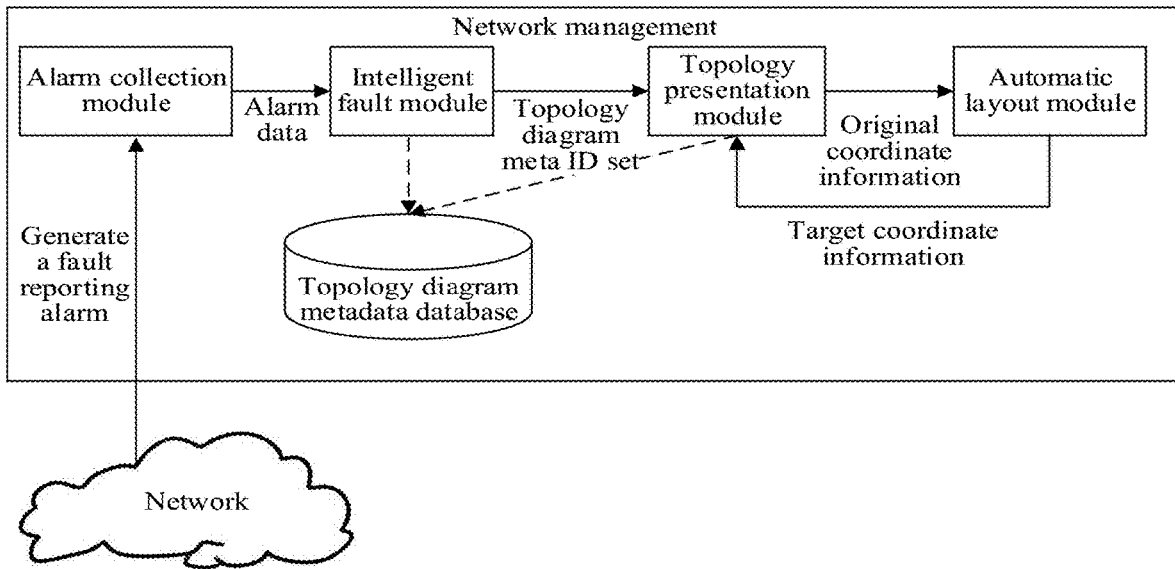 Network management
Alarm collection
module
Alarm
data
Intelligent
fault module
Topology
diagram
meta ID set
Topology
presentation
module
Original
coordinate
information
Automatic
layout module
Target coordinate
information
Generate
a fault
reporting
alarm
Topology diagram
metadata database
Network